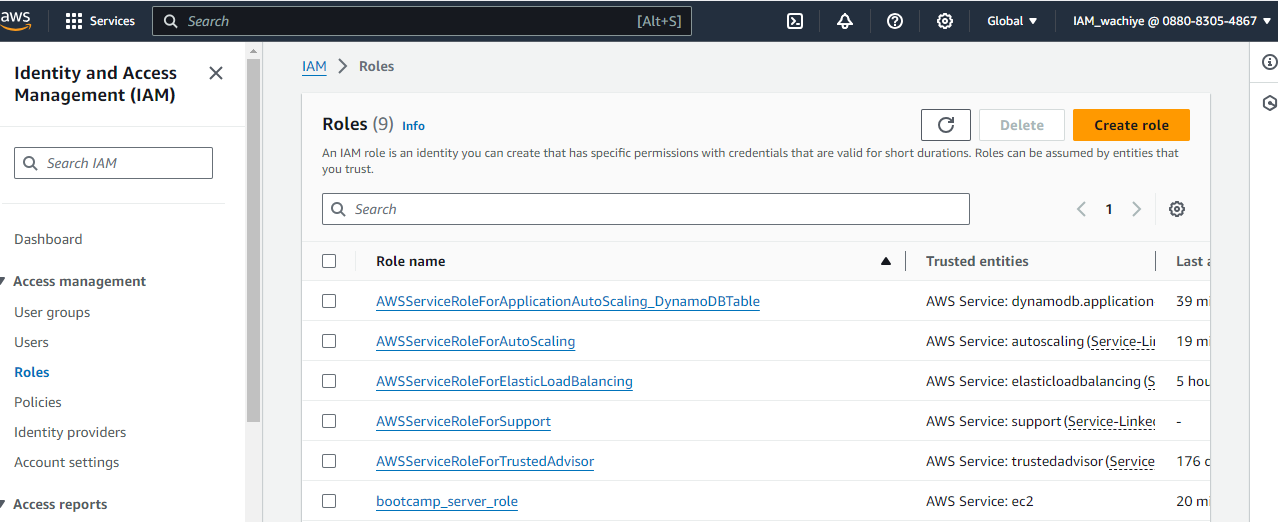 aws
Services
Search
[Alt+S]
Global
IAM_wachiye @ 0880-8305-4867
Identity and Access
Management (IAM)
Search IAM
Dashboard
Access management
User groups
Users
Roles
Policies
Identity providers
Account settings
Access reports
IAM > Roles
Roles (9) Info
Delete
Create role
An IAM role is an identity you can create that has specific permissions with credentials that are valid for short durations. Roles can be assumed by entities that
you trust.
Search
1
Role name
Trusted entities
Last a
AWSServiceRoleForApplicationAutoScaling_DynamoDBTable
AWS Service: dynamodb.application
39 mi
AWSServiceRoleForAutoScaling
AWS Service: autoscaling (Service-Li
19 mi
AWSServiceRoleForElasticLoadBalancing
AWS Service: elasticloadbalancing (S
5 hou
AWSServiceRoleForSupport
AWS Service: support (Service-Linke
-
AWSServiceRoleForTrustedAdvisor
AWS Service: trustedadvisor (Service
176 d
bootcamp_server_role
AWS Service: ec2
20 mi